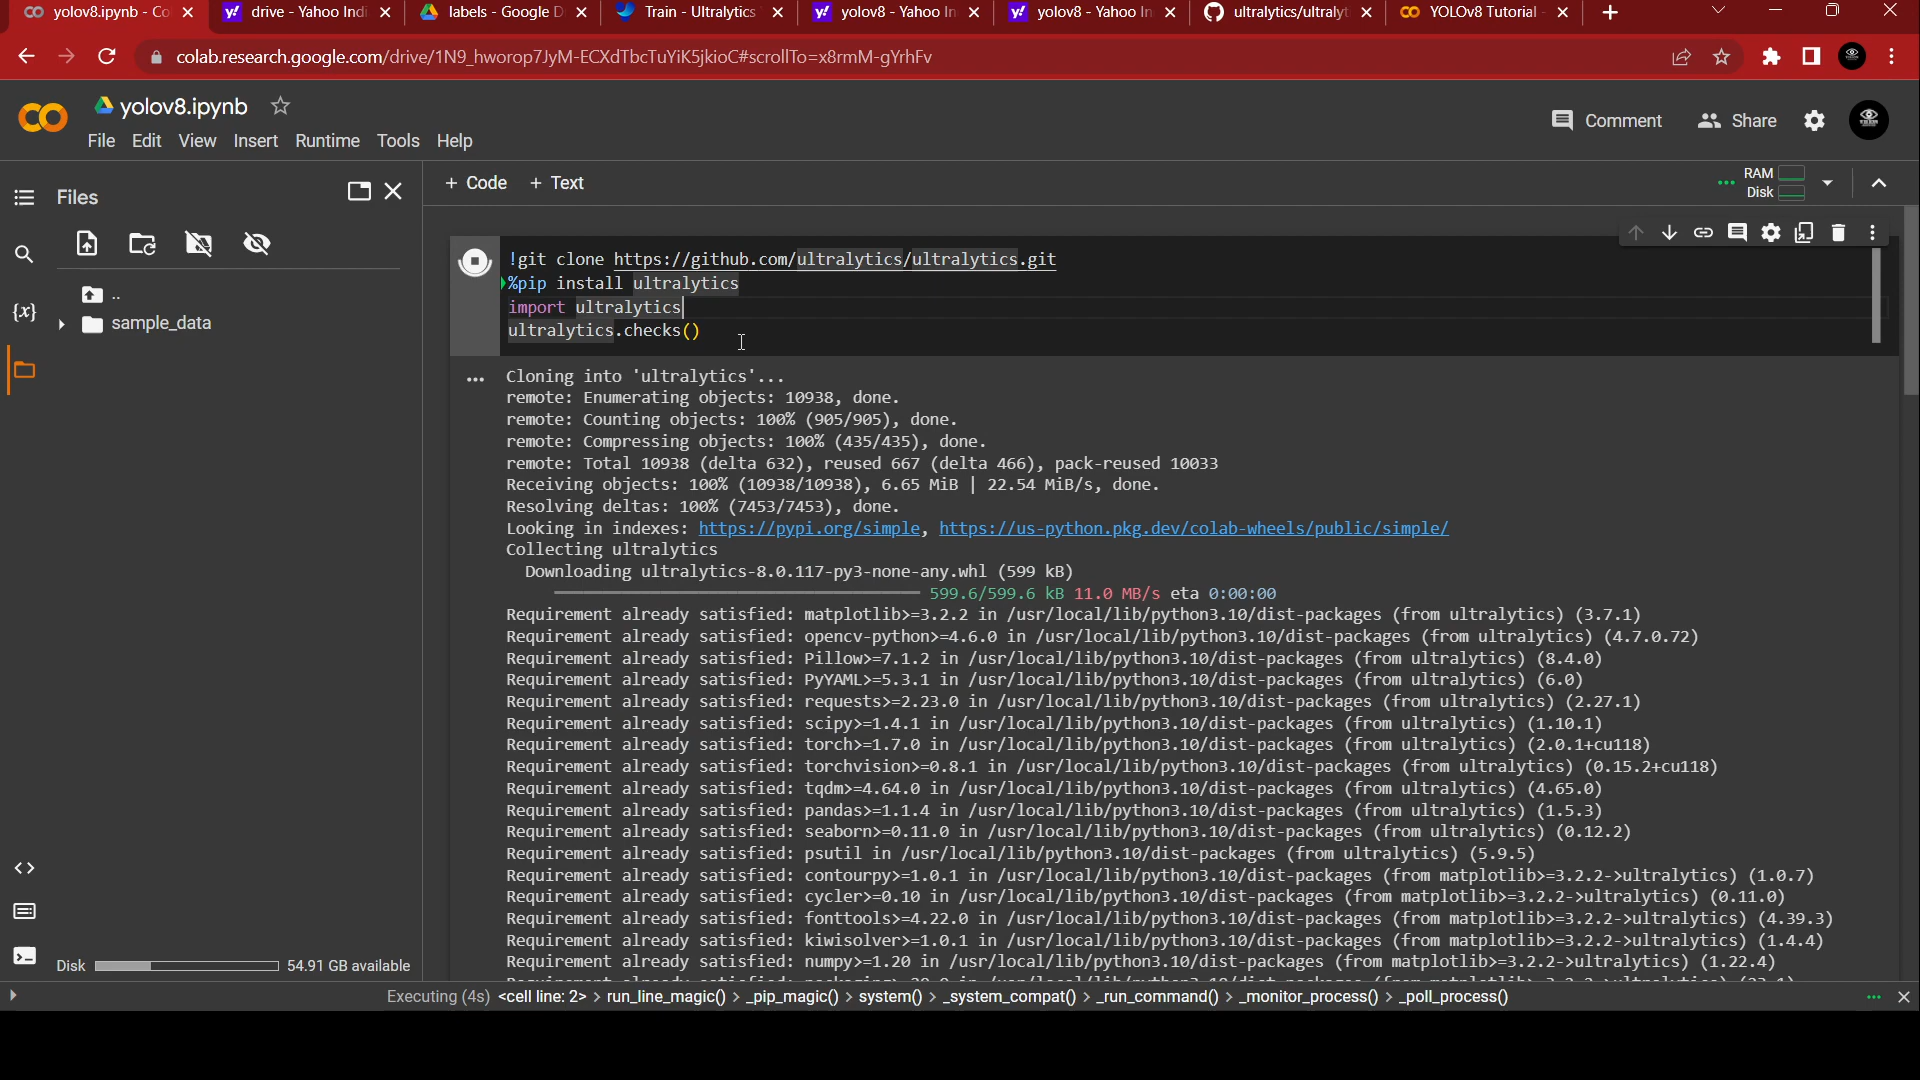 yolov8.ipynb - Co
drive - Yahoo Indi
labels - Google D
Train - Ultralytics
yolov8 - Yahoo In
yolov8 - Yahoo In
ultralytics/ultralyt
YOLOv8 Tutorial -
colab.research.google.com/drive/1N9_hworop7JyM-ECXdTbcTuYiK5jkioC#scrollTo=x8rmM-gYrhFv
yolov8.ipynb
Comment
Share
File Edit View Insert Runtime Tools Help
Files
+ Code + Text
RAM
Disk
..
sample_data
{x}
!git clone https://github.com/ultralytics/ultralytics.git
%pip install ultralytics
import ultralytics
ultralytics.checks()
Cloning into 'ultralytics'...
remote: Enumerating objects: 10938, done.
remote: Counting objects: 100% (905/905), done.
remote: Compressing objects: 100% (435/435), done.
remote: Total 10938 (delta 632), reused 667 (delta 466), pack-reused 10033
Receiving objects: 100% (10938/10938), 6.65 MiB | 22.54 MiB/s, done.
Resolving deltas: 100% (7453/7453), done.
Looking in indexes: https://pypi.org/simple, https://us-python.pkg.dev/colab-wheels/public/simple/
Collecting ultralytics
Downloading ultralytics-8.0.117-py3-none-any.whl (599 kB)
599.6/599.6 kB 11.0 MB/s eta 0:00:00
Requirement already satisfied: matplotlib>=3.2.2 in /usr/local/lib/python3.10/dist-packages (from ultralytics) (3.7.1)
Requirement already satisfied: opencv-python>=4.6.0 in /usr/local/lib/python3.10/dist-packages (from ultralytics) (4.7.0.72)
Requirement already satisfied: Pillow>=7.1.2 in /usr/local/lib/python3.10/dist-packages (from ultralytics) (8.4.0)
Requirement already satisfied: PyYAML>=5.3.1 in /usr/local/lib/python3.10/dist-packages (from ultralytics) (6.0)
Requirement already satisfied: requests>=2.23.0 in /usr/local/lib/python3.10/dist-packages (from ultralytics) (2.27.1)
Requirement already satisfied: scipy>=1.4.1 in /usr/local/lib/python3.10/dist-packages (from ultralytics) (1.10.1)
Requirement already satisfied: torch>=1.7.0 in /usr/local/lib/python3.10/dist-packages (from ultralytics) (2.0.1+cu118)
Requirement already satisfied: torchvision>=0.8.1 in /usr/local/lib/python3.10/dist-packages (from ultralytics) (0.15.2+cu118)
Requirement already satisfied: tqdm>=4.64.0 in /usr/local/lib/python3.10/dist-packages (from ultralytics) (4.65.0)
Requirement already satisfied: pandas>=1.1.4 in /usr/local/lib/python3.10/dist-packages (from ultralytics) (1.5.3)
Requirement already satisfied: seaborn>=0.11.0 in /usr/local/lib/python3.10/dist-packages (from ultralytics) (0.12.2)
Requirement already satisfied: psutil in /usr/local/lib/python3.10/dist-packages (from ultralytics) (5.9.5)
Requirement already satisfied: contourpy>=1.0.1 in /usr/local/lib/python3.10/dist-packages (from matplotlib>=3.2.2->ultralytics) (1.0.7)
Requirement already satisfied: cycler>=0.10 in /usr/local/lib/python3.10/dist-packages (from matplotlib>=3.2.2->ultralytics) (0.11.0)
Requirement already satisfied: fonttools>=4.22.0 in /usr/local/lib/python3.10/dist-packages (from matplotlib>=3.2.2->ultralytics) (4.39.3)
Requirement already satisfied: kiwisolver>=1.0.1 in /usr/local/lib/python3.10/dist-packages (from matplotlib>=3.2.2->ultralytics) (1.4.4)
Requirement already satisfied: numpy>=1.20 in /usr/local/lib/python3.10/dist-packages (from matplotlib>=3.2.2->ultralytics) (1.22.4)
Disk 54.91 GB available
Executing (4s) <cell line: 2> > run_line_magic() > _pip_magic() > system() > _system_compat() > _run_command() > _monitor_process() > _poll_process()